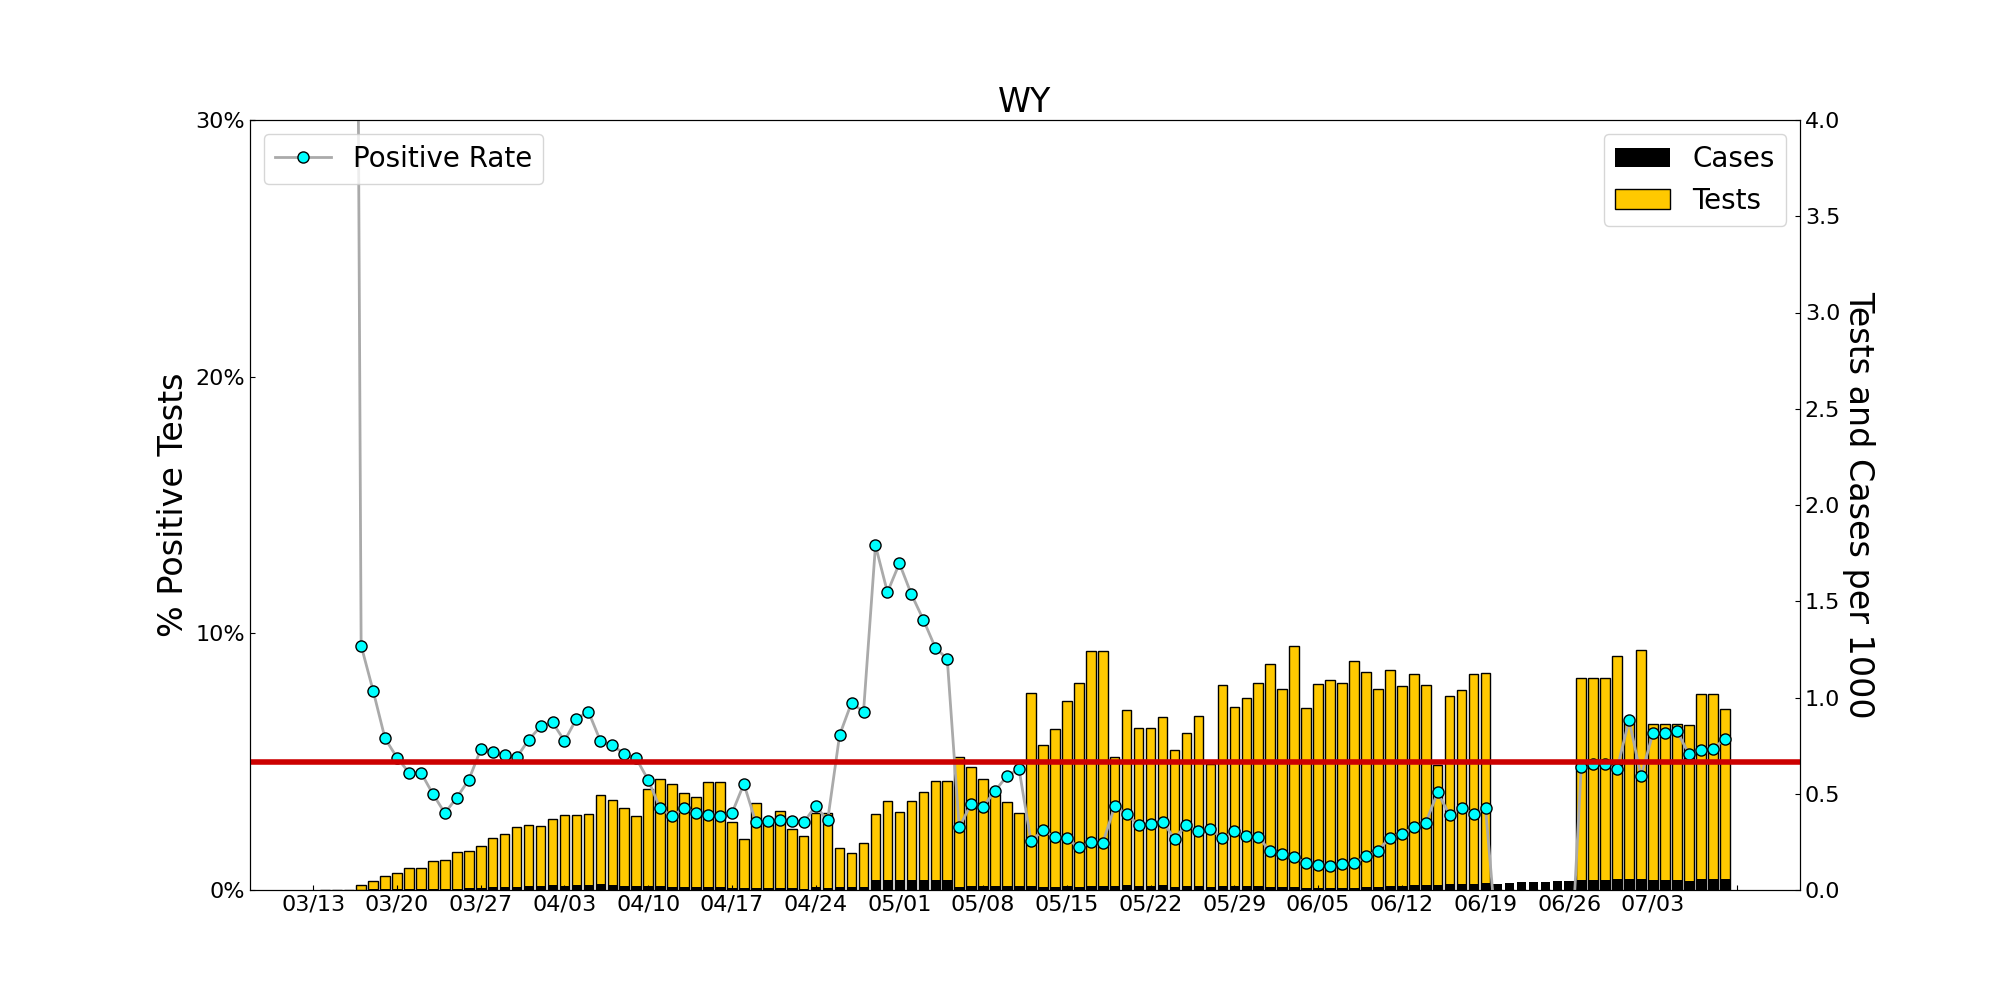 WY
Positive Rate
Cases
Tests
30%
20%
10%
0%
% Positive Tests
4.0
3.5
3.0
2.5
2.0
1.5
1.0
0.5
0.0
Tests and Cases per 1000
03/13 03/20 03/27 04/03 04/10 04/17 04/24 05/01 05/08 05/15 05/22 05/29 06/05 06/12 06/19 06/26 07/03